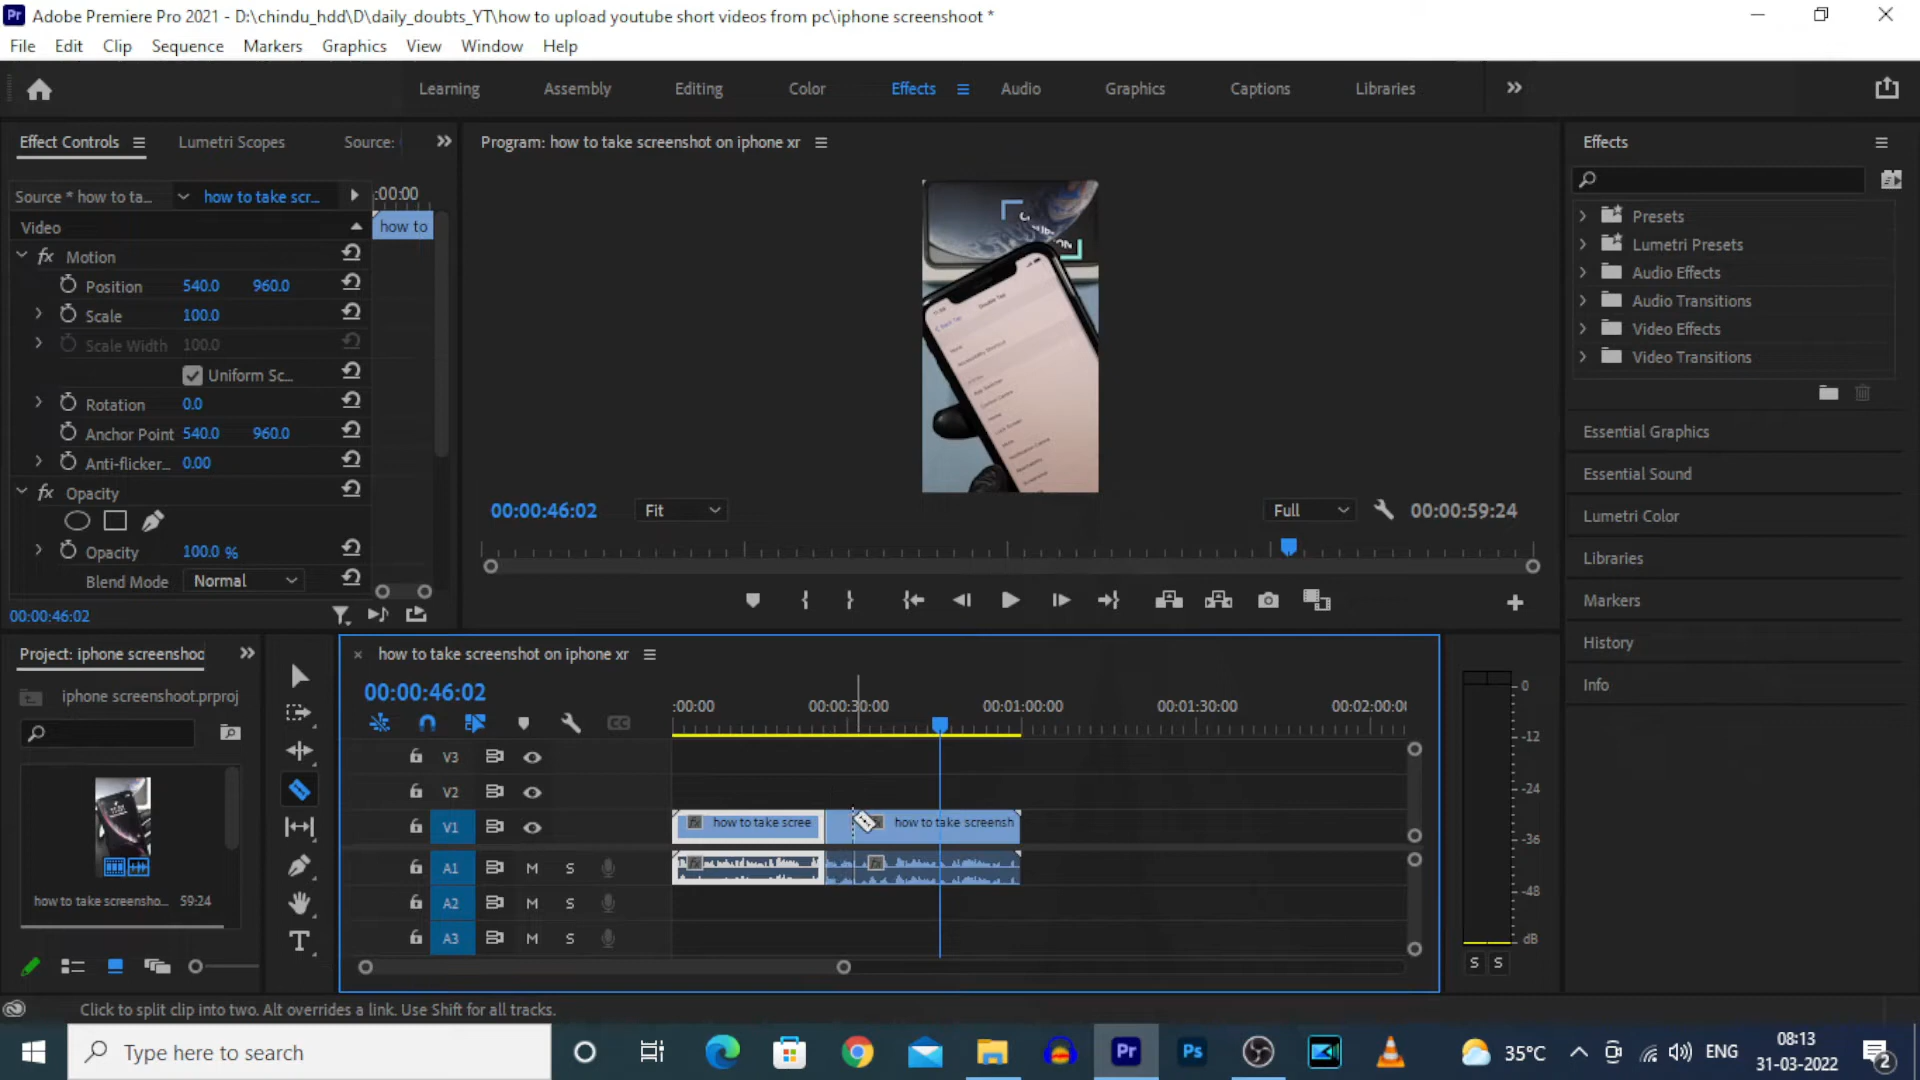 Adobe Premiere Pro 2021 - D:\chindu_hdd\D\daily_doubts_YT\how to upload youtube short videos from pc\iphone screenshoot *
File Edit Clip Sequence Markers Graphics View Window Help
Learning Assembly Editing Color Effects Audio Graphics Captions Libraries
Effect Controls Lumetri Scopes Source:
Program: how to take screenshot on iphone xr
Effects
Source * how to ta... how to take scr... :00:00
Video how to
Motion
Position 540.0 960.0
Scale 100.0
Scale Width 100.0
Uniform Sc...
Rotation 0.0
Anchor Point 540.0 960.0
Anti-flicker... 0.00
Opacity
Opacity 100.0 %
Blend Mode Normal
00:00:46:02
Presets
Lumetri Presets
Audio Effects
Audio Transitions
Video Effects
Video Transitions
Essential Graphics
Essential Sound
Lumetri Color
Libraries
Markers
History
Info
00:00:46:02 Fit Full 00:00:59:24
Project: iphone screenshoo
iphone screenshoot.prproj
how to take screensho... 59:24
how to take screenshot on iphone xr
00:00:46:02
:00:00 00:00:30:00 00:01:00:00 00:01:30:00 00:02:00:0
CC
V3
V2
V1 how to take scree how to take screensh
A1 M S
A2 M S
A3 M S
0
-12
-24
-36
-48
dB
S S
Click to split clip into two. Alt overrides a link. Use Shift for all tracks.
Type here to search
Pr Ps
35°C ENG 08:13
31-03-2022
2